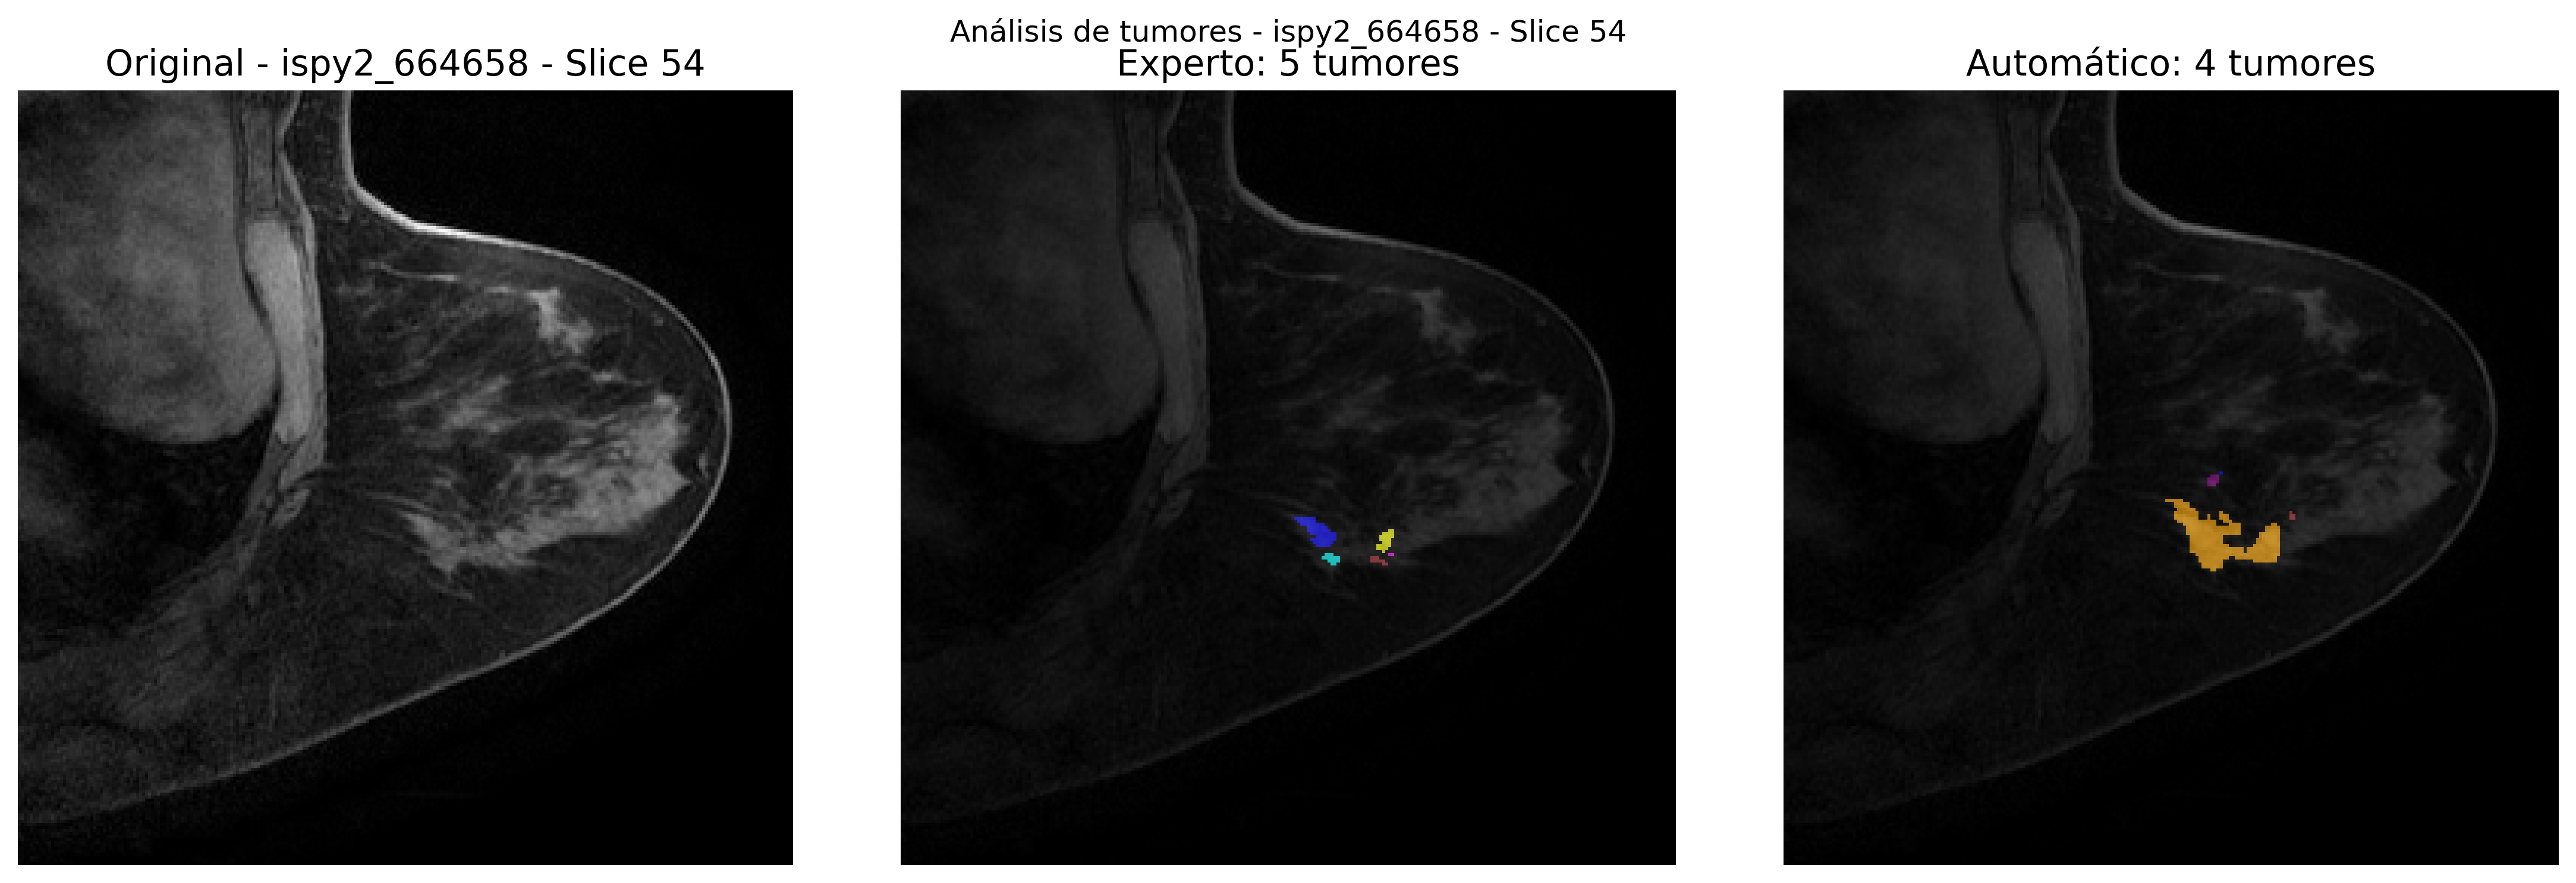 Análisis de tumores - ispy2_664658 - Slice 54
Original - ispy2_664658 - Slice 54
Experto: 5 tumores
Automático: 4 tumores